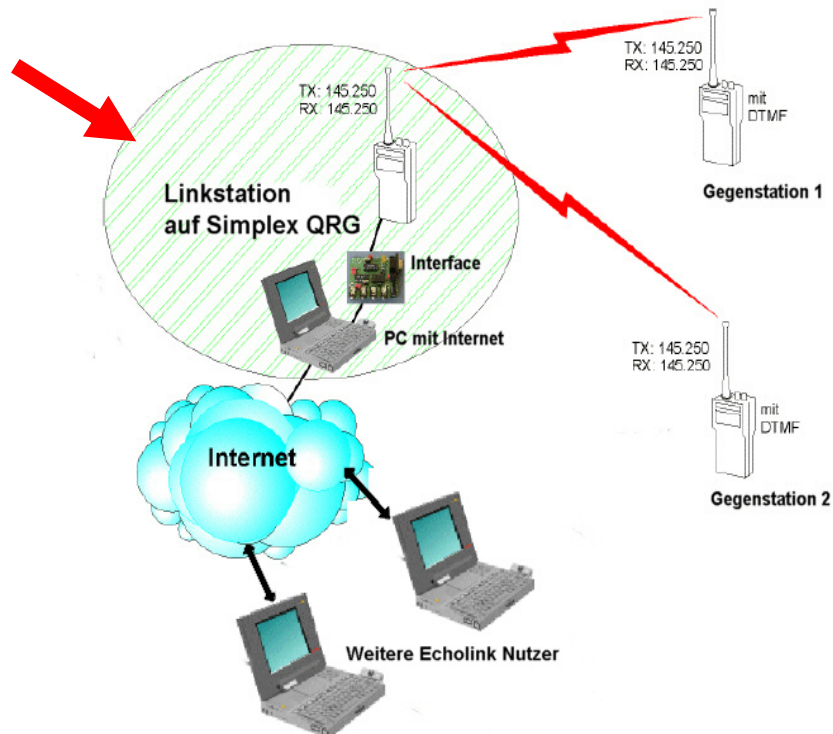 TX: 145.250
RX: 145.250
mit
DTMF
Gegenstation 1
TX: 145.250
RX: 145.250
Linkstation
auf Simplex QRG
Interface
PC mit Internet
TX: 145.250
RX: 145.250
mit
DTMF
Gegenstation 2
Internet
Weitere Echolink Nutzer